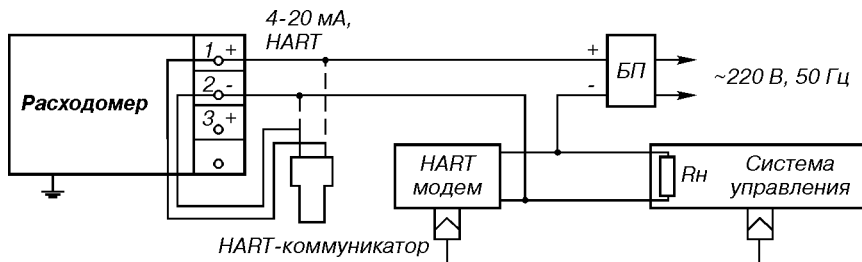 4-20 мА,
HART
1 +
2 -
3 +
Расходомер
+
-
БП
~220 В, 50 Гц
HART
модем
Rн
Система
управления
HART-коммуникатор